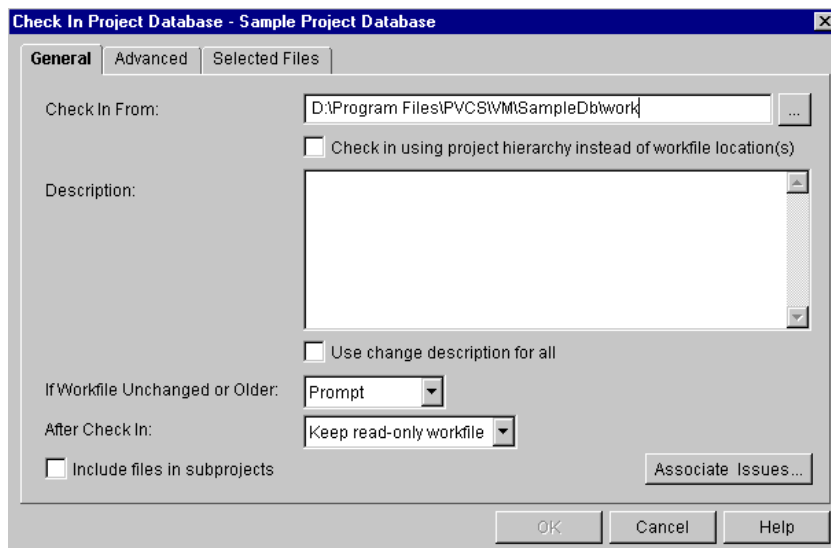 Check In Project Database - Sample Project Database
General Advanced Selected Files
Check In From: D:\Program Files\PVCS\VM\SampleDb\work ...
Check in using project hierarchy instead of workfile location(s)
Description:
Use change description for all
If Workfile Unchanged or Older: Prompt
After Check In: Keep read-only workfile
Include files in subprojects Associate Issues...
OK Cancel Help